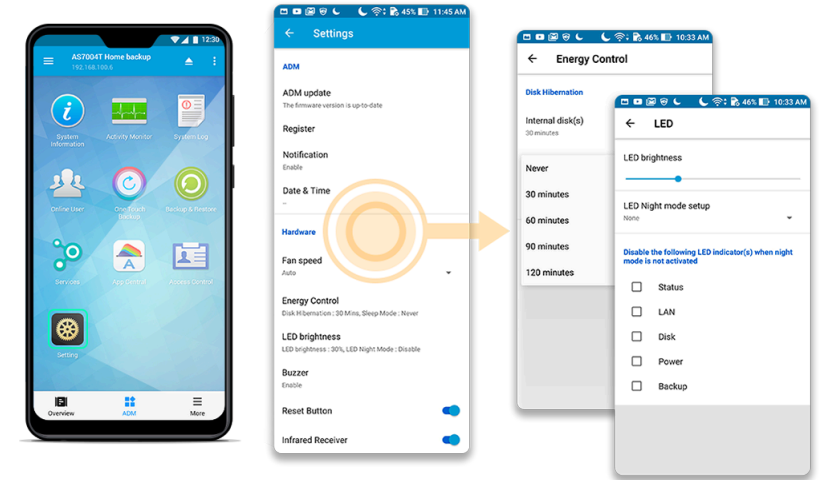 12:30
AS7004T Home backup
192.168.100.6
System
Information
Activity Monitor
System Log
Online User
One Touch
Backup
Backup & Restore
Services
App Central
Access Control
Setting
Overview
ADM
More
45% 11:45 AM
Settings
ADM
ADM update
The firmware version is up-to-date
Register
Notification
Enable
Date & Time
--
Hardware
Fan speed
Auto
Energy Control
Disk Hibernation : 30 Mins, Sleep Mode : Never
LED brightness
LED brightness : 30%, LED Night Mode : Disable
Buzzer
Enable
Reset Button
Infrared Receiver
46% 10:33 AM
Energy Control
Disk Hibernation
Internal disk(s)
30 minutes
Never
30 minutes
60 minutes
90 minutes
120 minutes
46% 10:33 AM
LED
LED brightness
LED Night mode setup
None
Disable the following LED indicator(s) when night
mode is not activated
Status
LAN
Disk
Power
Backup